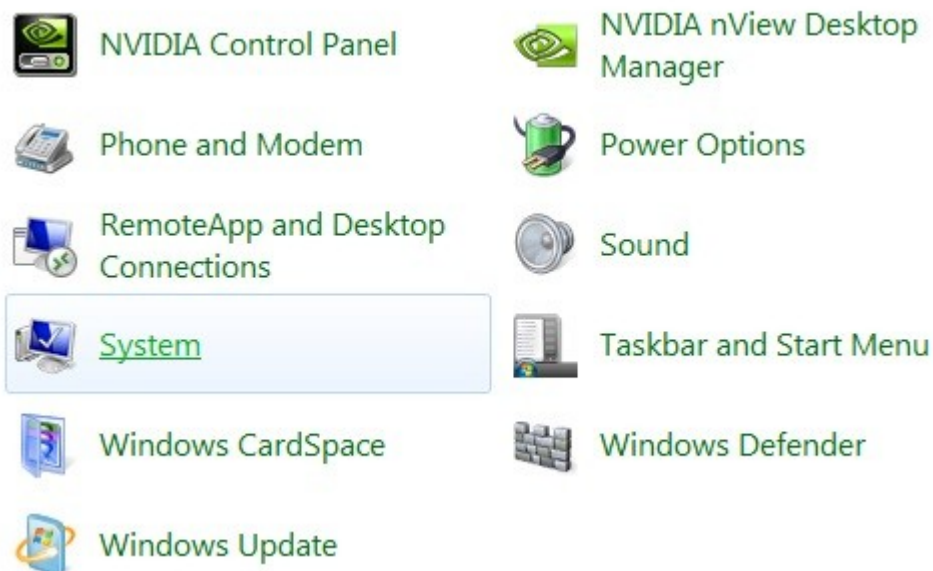 NVIDIA Control Panel
NVIDIA nView Desktop
Manager
Phone and Modem
Power Options
RemoteApp and Desktop
Connections
Sound
System
Taskbar and Start Menu
Windows CardSpace
Windows Defender
Windows Update